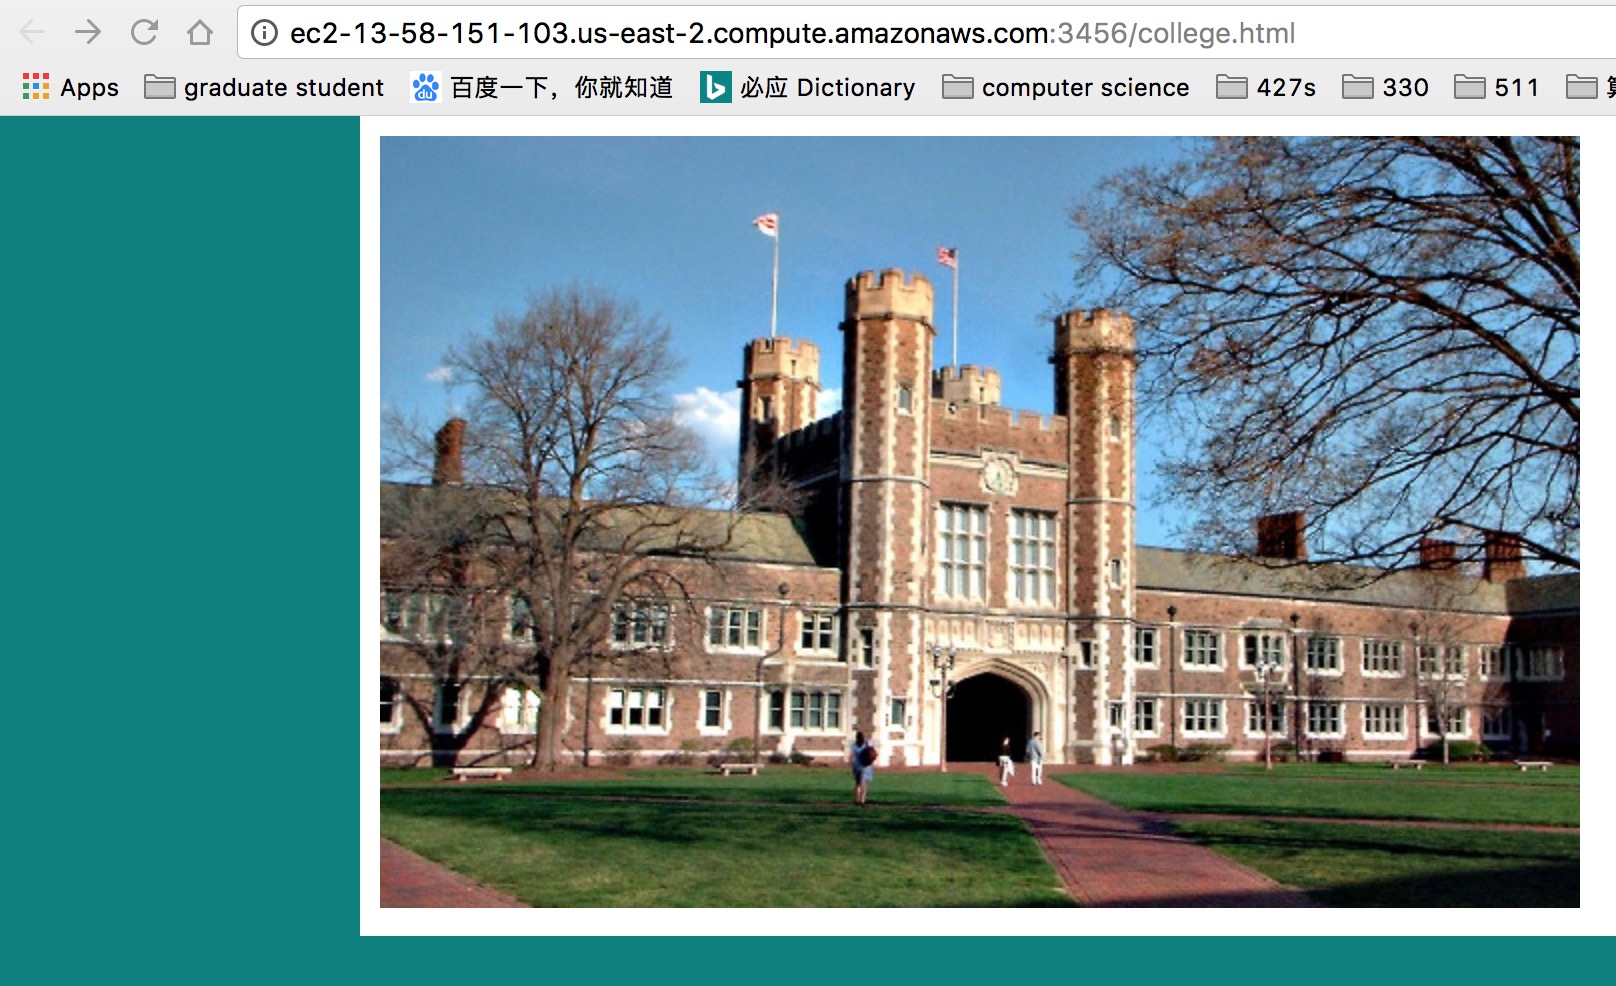 ec2-13-58-151-103.us-east-2.compute.amazonaws.com:3456/college.html
Apps graduate student du 百度一下，你就知道 必应 Dictionary computer science 427s 330 511